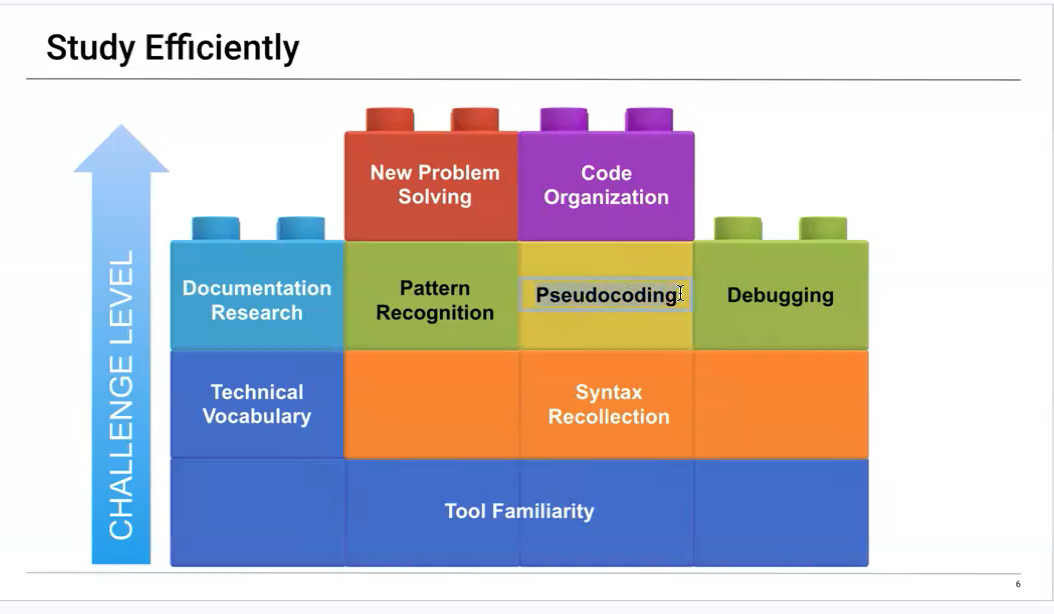 Study Efficiently
New Problem
Solving
Code
Organization
Documentation
Research
Pattern
Recognition
Pseudocoding
Debugging
Technical
Vocabulary
Syntax
Recollection
Tool Familiarity
CHALLENGE LEVEL
6